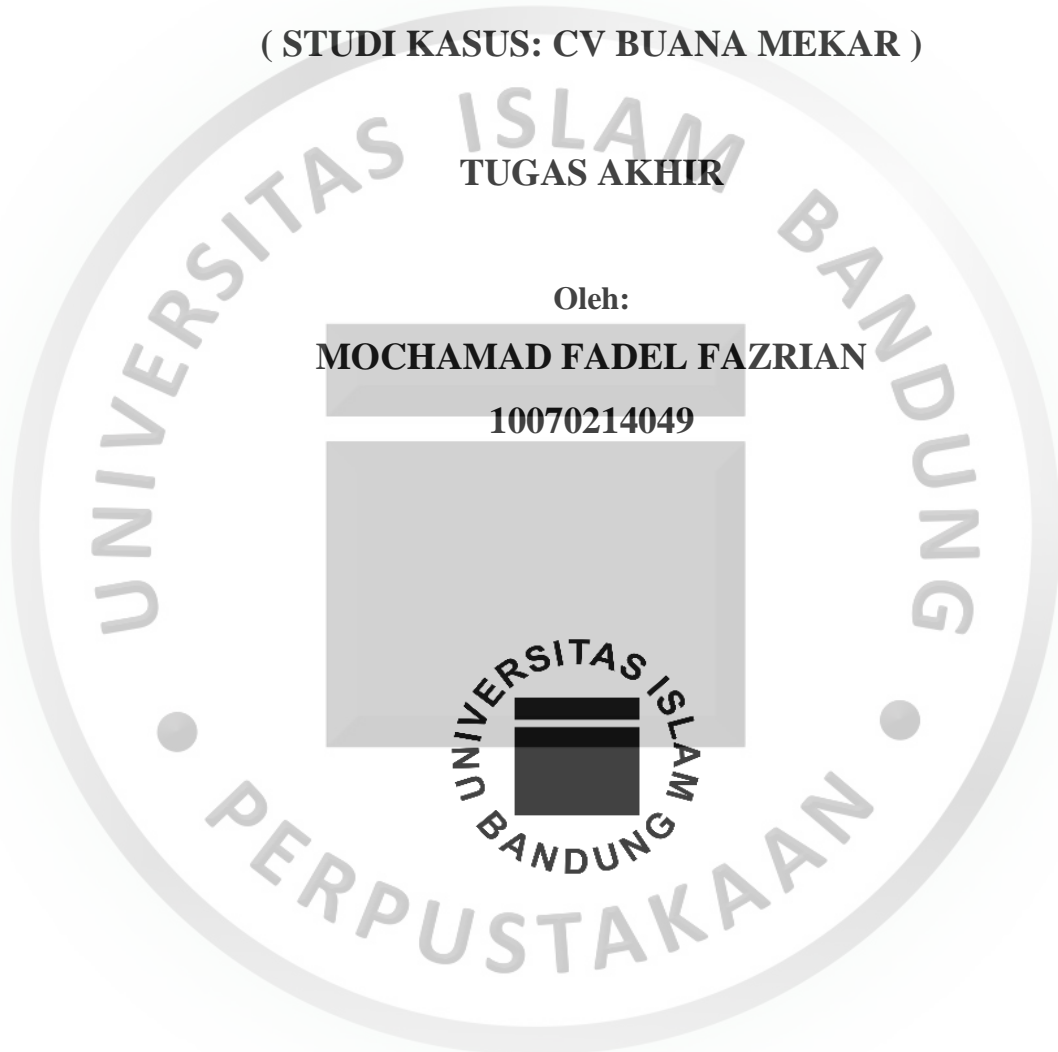 ( STUDI KASUS: CV BUANA MEKAR )
TUGAS AKHIR
Oleh:
MOCHAMAD FADEL FAZRIAN
10070214049
UNIVERSITAS ISLAM BANDUNG
UNIVERSITAS ISLAM BANDUNG
PERPUSTAKAAN